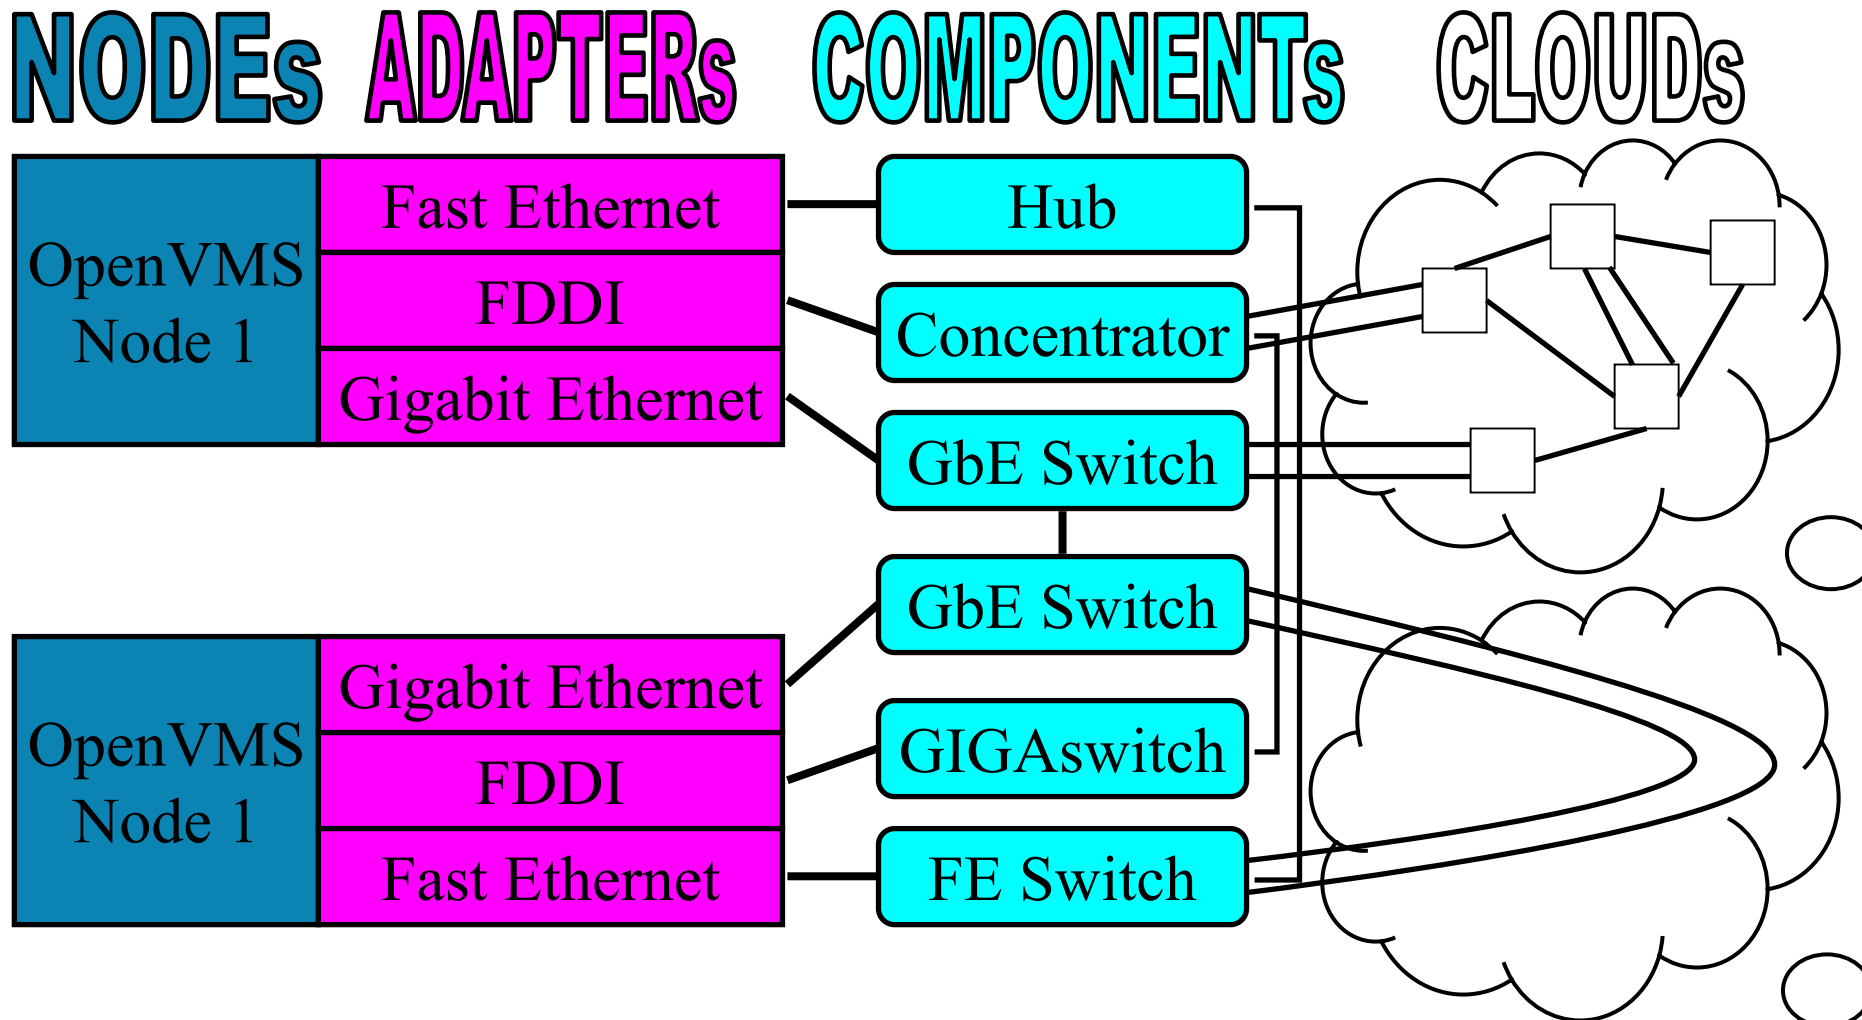 NODEs ADAPTERs COMPONENTs CLOUDs
OpenVMS
Node 1
Fast Ethernet
FDDI
Gigabit Ethernet
Hub
Concentrator
GbE Switch
OpenVMS
Node 1
Gigabit Ethernet
FDDI
Fast Ethernet
GbE Switch
GIGAswitch
FE Switch